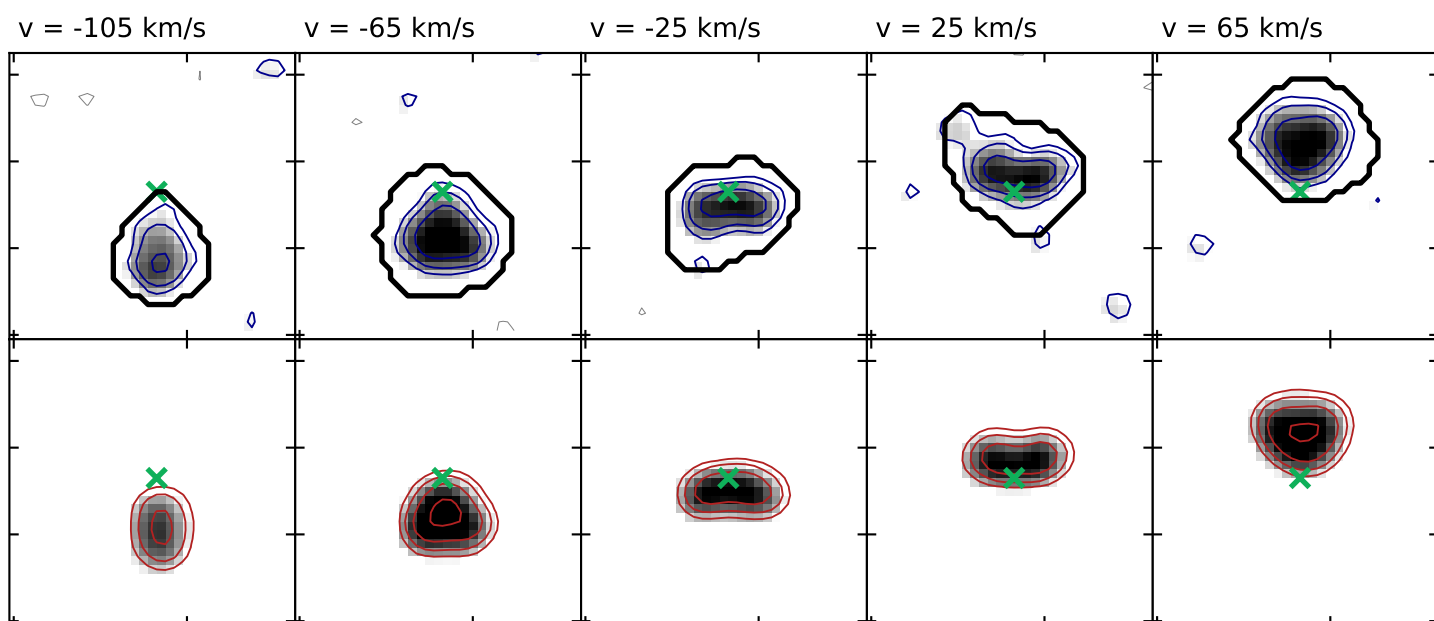 v = -105 km/s
v = -65 km/s
v = -25 km/s
v = 25 km/s
v = 65 km/s